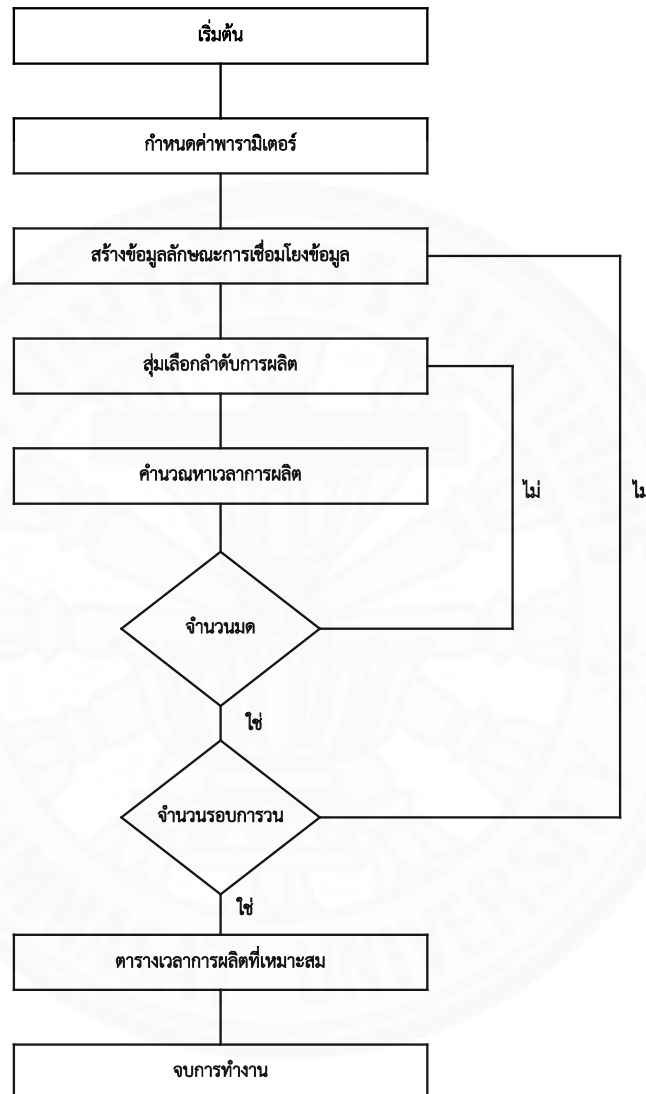 เริ่มต้น
กำหนดค่าพารามิเตอร์
สร้างข้อมูลลักษณะการเชื่อมโยงข้อมูล
สุ่มเลือกลำดับการผลิต
คำนวณหาเวลาการผลิต
ไม่
จำนวนมด
ใช่
จำนวนรอบการวน
ใช่
ตารางเวลาการผลิตที่เหมาะสม
จบการทำงาน
UNIVERSITY